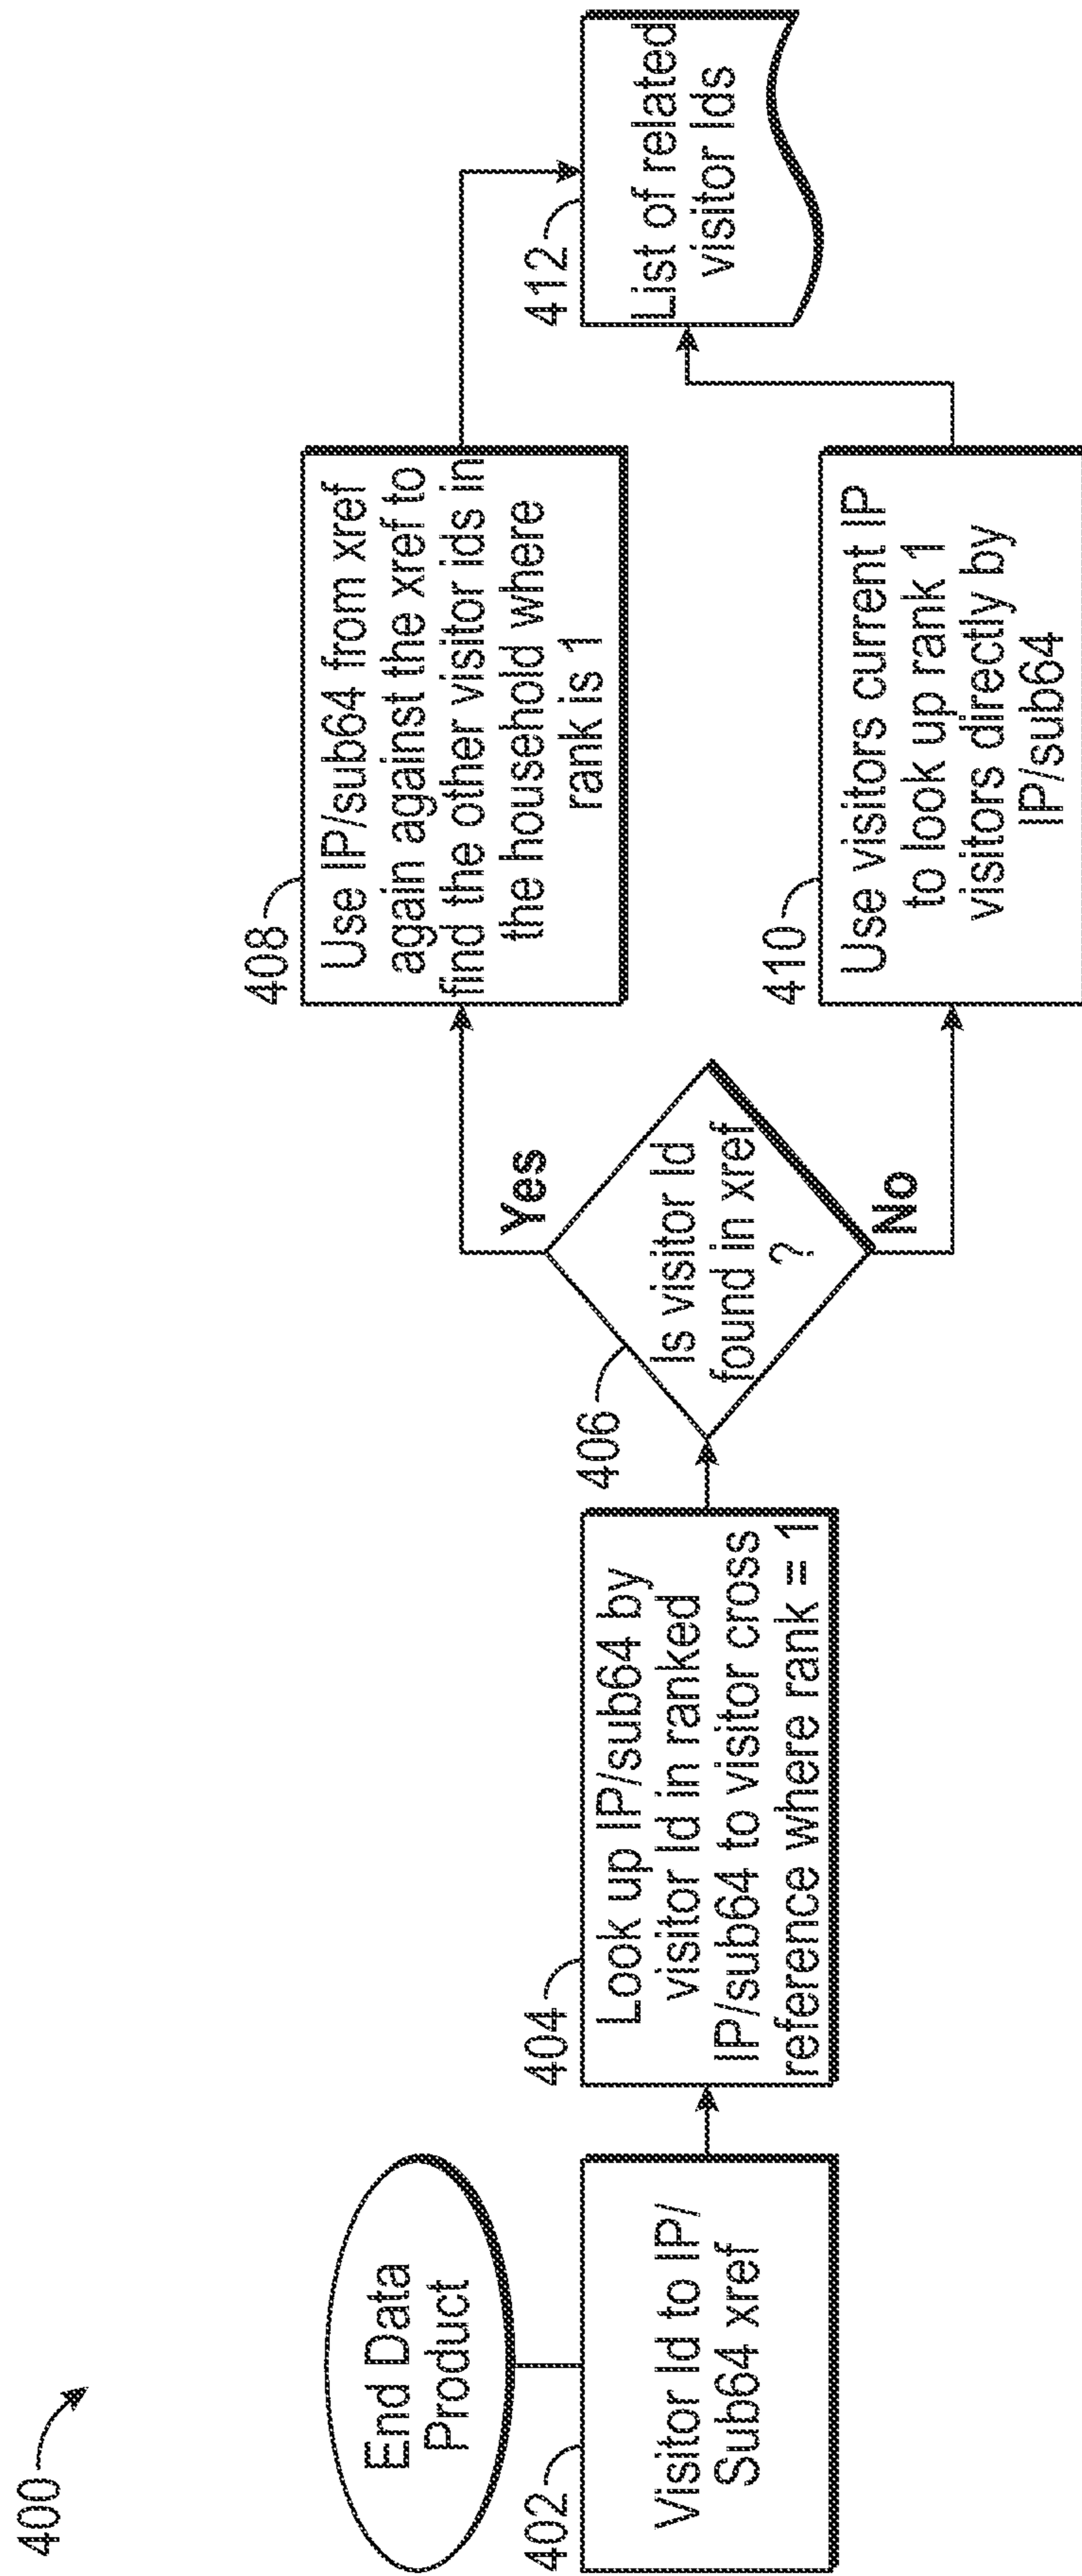 400
End Data
Product
402
Visitor Id to IP/
Sub64 xref
404
Look up IP/sub64 by
visitor Id in ranked
IP/sub64 to visitor cross
reference where rank = 1
406
Is visitor Id
found in xref
?
Yes
No
408
Use IP/sub64 from xref
again against the xref to
find the other visitor ids in
the household where
rank is 1
410
Use visitors current IP
to look up rank 1
visitors directly by
IP/sub64
412
List of related
visitor Ids